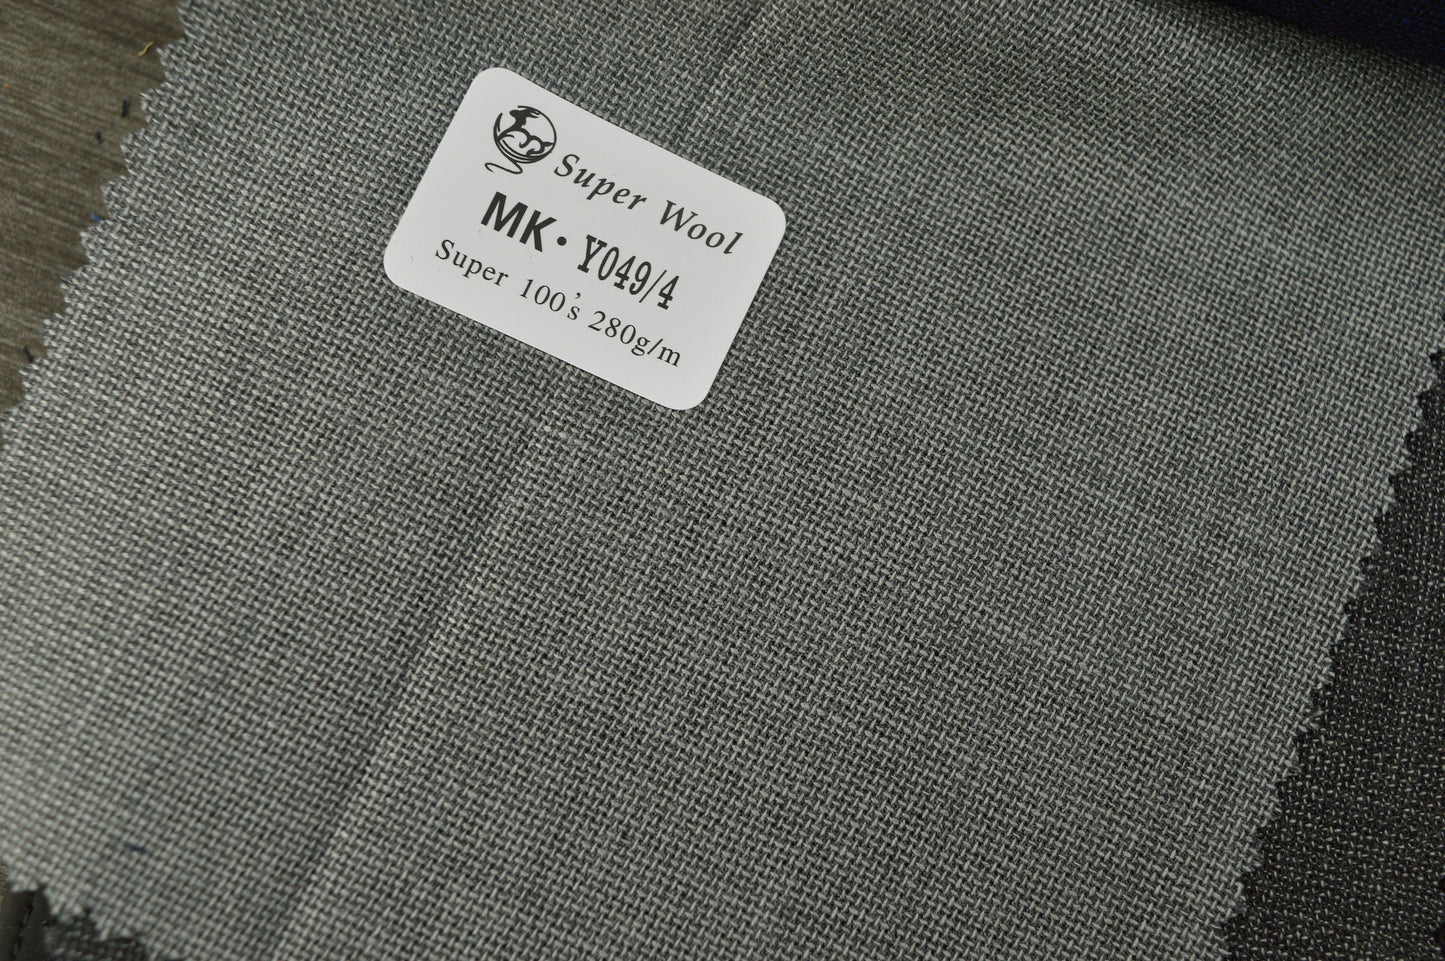 Super Wool
MK· Y049/4
Super 100's 280g/m